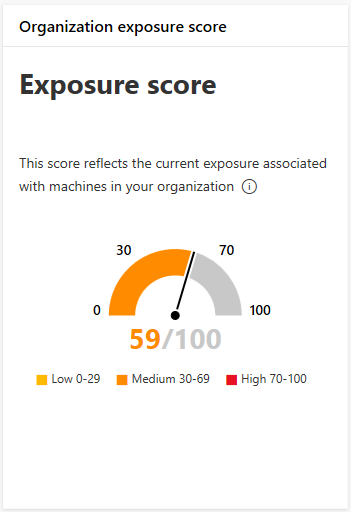 Organization exposure score
Exposure score
This score reflects the current exposure associated
with machines in your organization
30 70
0 100
59/100
Low 0-29 Medium 30-69 High 70-100